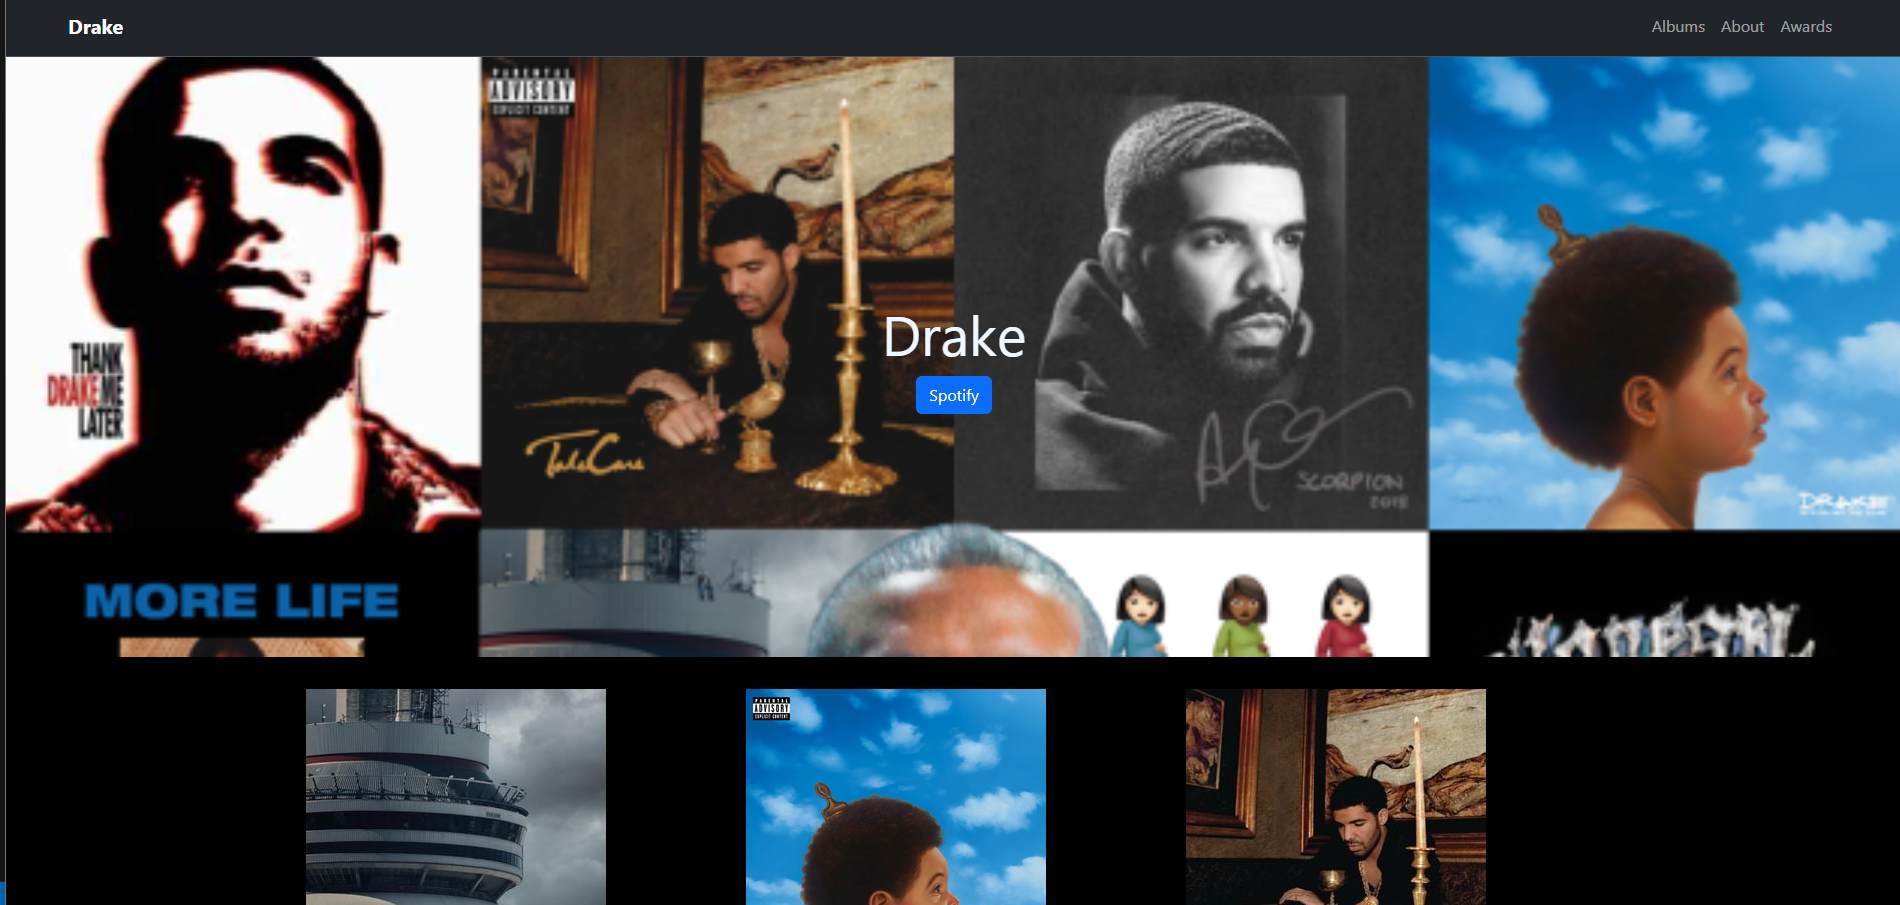 Drake
Albums About Awards
PARENTAL
ADVISORY
EXPLICIT CONTENT
THANK
DRAKE ME
LATER
Drake
Spotify
Take Care
SCORPION
2018
DRAKE
MORE LIFE
PARENTAL
ADVISORY
EXPLICIT CONTENT